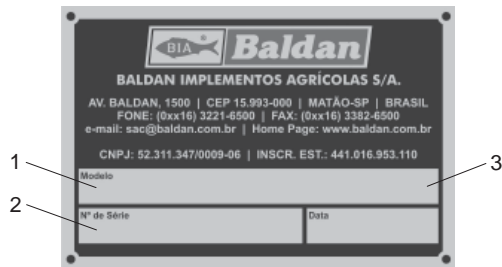 BIA Baldan
BALDAN IMPLEMENTOS AGRÍCOLAS S/A.
AV. BALDAN, 1500 | CEP 15.993-000 | MATÃO-SP | BRASIL
FONE: (0xx16) 3221-6500 | FAX: (0xx16) 3382-6500
e-mail: sac@baldan.com.br | Home Page: www.baldan.com.br
CNPJ: 52.311.347/0009-06 | INSCR. EST.: 441.016.953.110
1 Modelo 3
2 Nº de Série Data